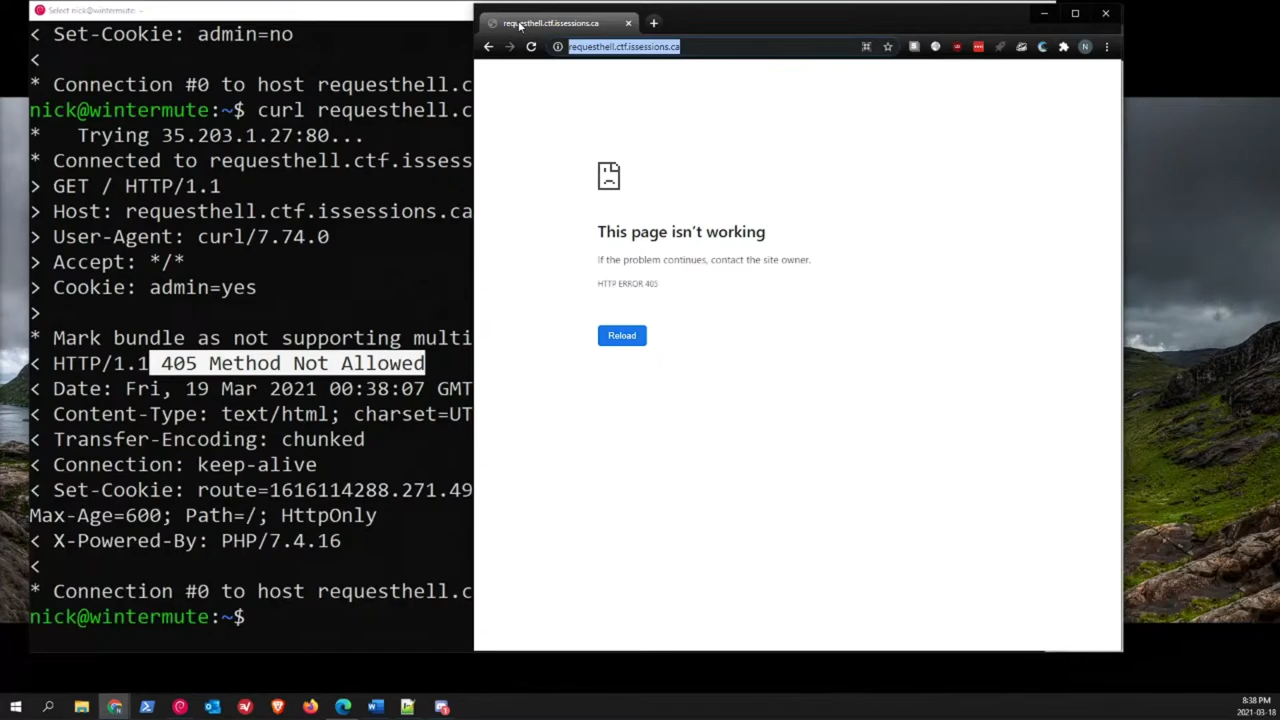 Select nick@wintermute: ~
< Set-Cookie: admin=no
<
* Connection #0 to host requesthell.c
nick@wintermute:~$ curl requesthell.c
*   Trying 35.203.1.27:80...
* Connected to requesthell.ctf.issess
> GET / HTTP/1.1
> Host: requesthell.ctf.issessions.ca
> User-Agent: curl/7.74.0
> Accept: */*
> Cookie: admin=yes
>
* Mark bundle as not supporting multi
< HTTP/1.1 405 Method Not Allowed
< Date: Fri, 19 Mar 2021 00:38:07 GMT
< Content-Type: text/html; charset=UT
< Transfer-Encoding: chunked
< Connection: keep-alive
< Set-Cookie: route=1616114288.271.49
Max-Age=600; Path=/; HttpOnly
< X-Powered-By: PHP/7.4.16
<
* Connection #0 to host requesthell.c
nick@wintermute:~$
requesthell.ctf.issessions.ca
requesthell.ctf.issessions.ca
N
This page isn't working
If the problem continues, contact the site owner.
HTTP ERROR 405
Reload
8:38 PM
2021-03-18